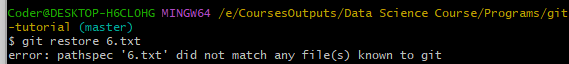 Coder@DESKTOP-H6CLOHG MINGW64 /e/CoursesOutputs/Data Science Course/Programs/git
-tutorial (master)
$ git restore 6.txt
error: pathspec '6.txt' did not match any file(s) known to git